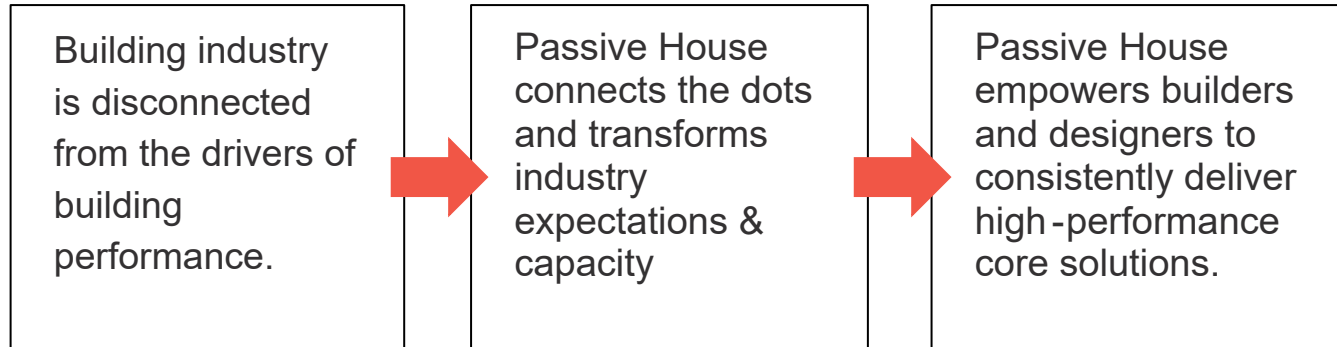 Building industry
is disconnected
from the drivers of
building
performance.
Passive House
connects the dots
and transforms
industry
expectations &
capacity
Passive House
empowers builders
and designers to
consistently deliver
high-performance
core solutions.